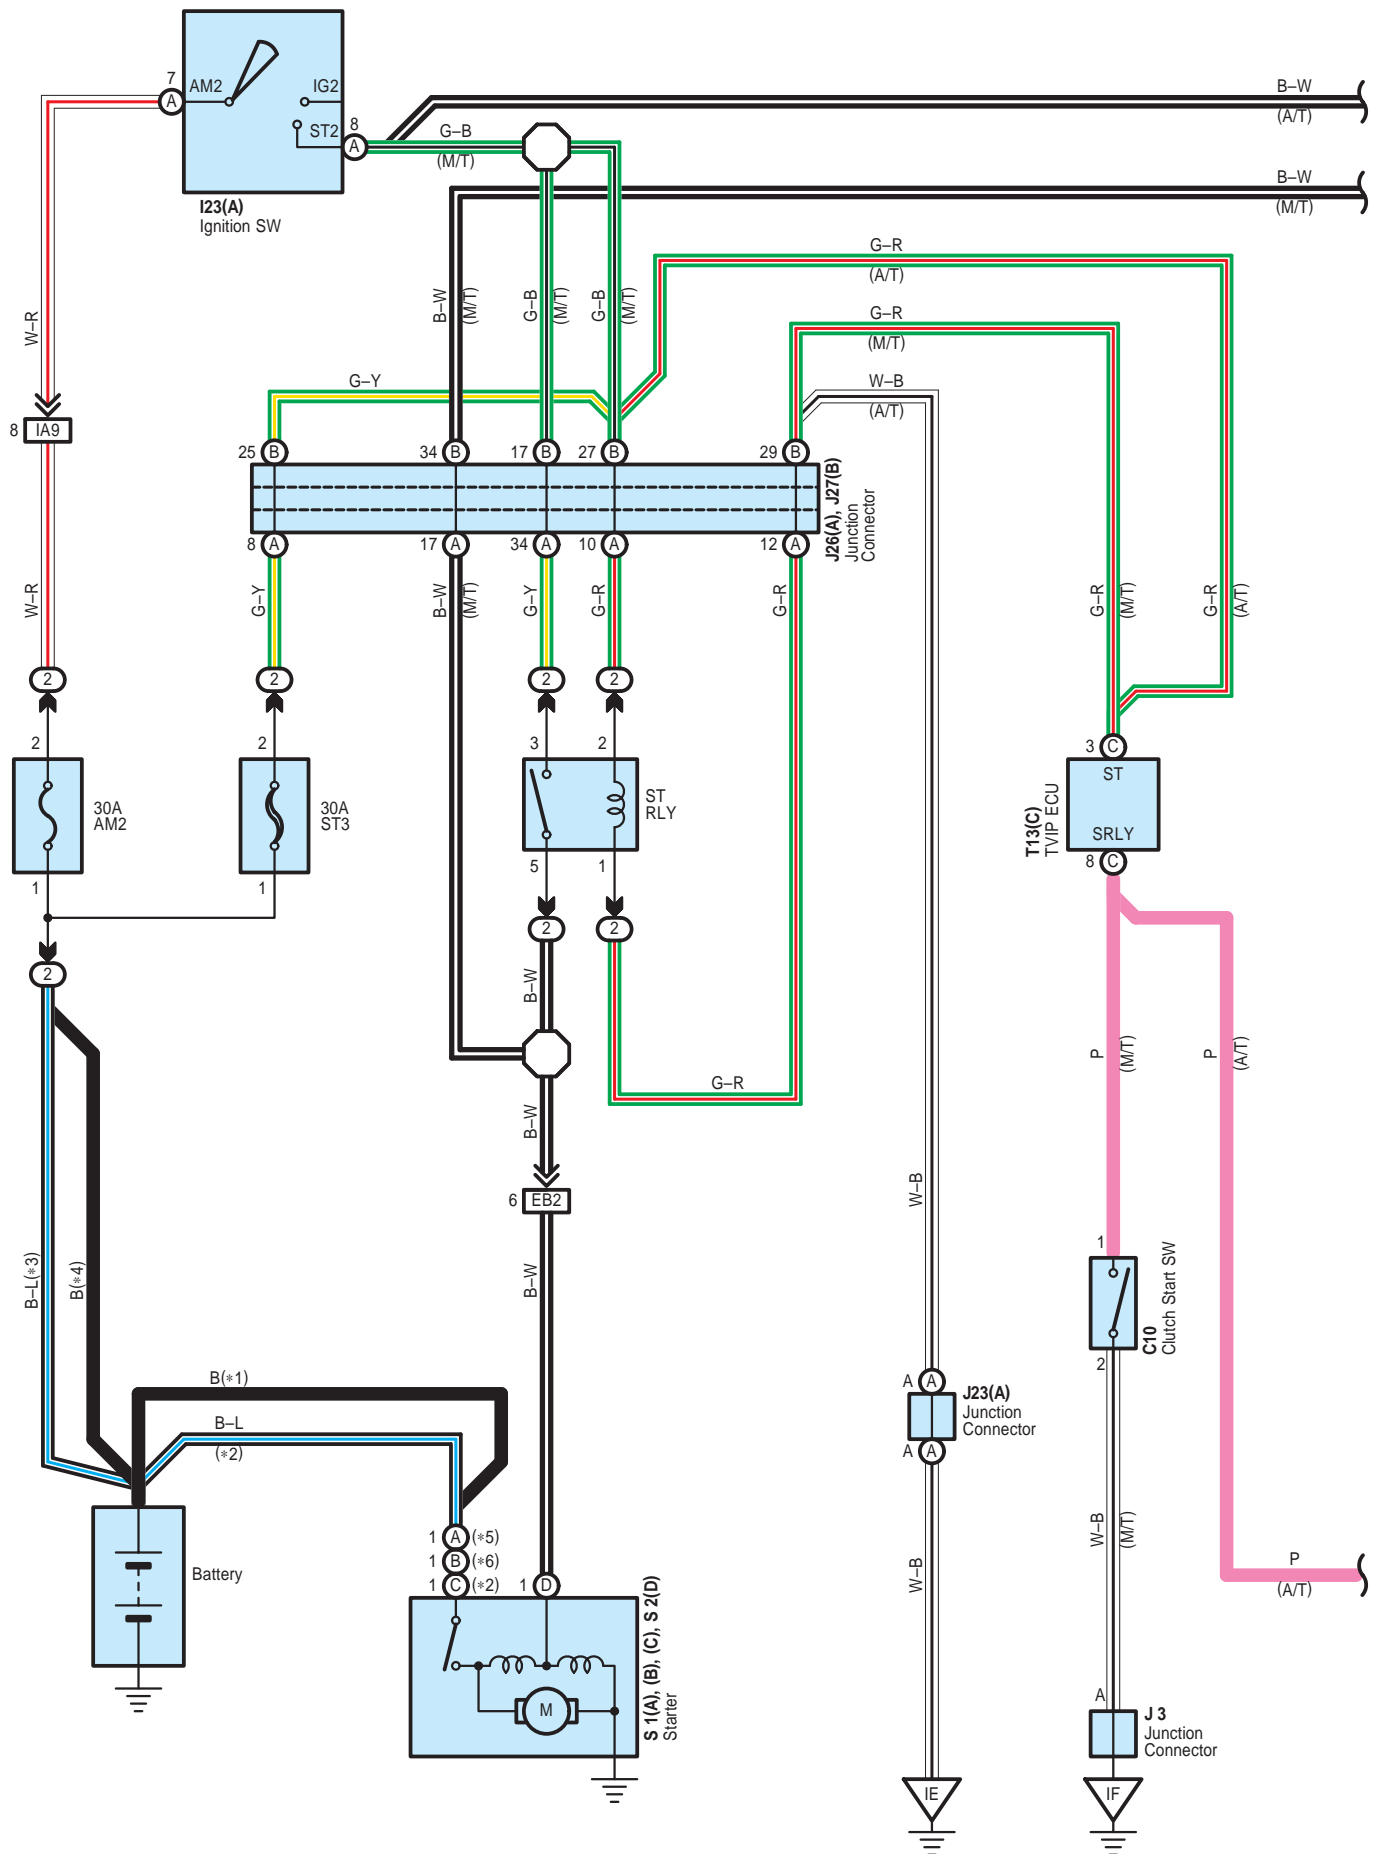 7
AM2
A
IG2
ST2
8
A
I23(A)
Ignition SW
G–B
(M/T)
B–W
(A/T)
B–W
(M/T)
G–R
(A/T)
G–R
(M/T)
W–B
(A/T)
G–Y
W–R
B–W
(M/T)
G–B
(M/T)
G–B
(M/T)
8 IA9
25 B
34 B
17 B
27 B
29 B
8 A
17 A
34 A
10 A
12 A
J26(A), J27(B)
Junction
Connector
W–R
G–Y
B–W
(M/T)
G–Y
G–R
G–R
G–R
(M/T)
G–R
(A/T)
2
2
2
2
2
2
3
2
3 C
ST
SRLY
8 C
T13(C)
TVIP ECU
30A
AM2
30A
ST3
ST
RLY
1
1
5
1
2
2
2
B–W
P
(M/T)
P
(A/T)
G–R
B–W
6 EB2
W–B
B–L(*3)
B(*4)
B–W
1
C10
Clutch Start SW
2
B(*1)
B–L
(*2)
A A
J23(A)
Junction
Connector
A A
1 A (*5)
1 B (*6)
1 C (*2)
1 D
W–B
W–B
(M/T)
P
(A/T)
Battery
M
S 1(A), (B), (C), S 2(D)
Starter
A
J 3
Junction
Connector
IE
IF